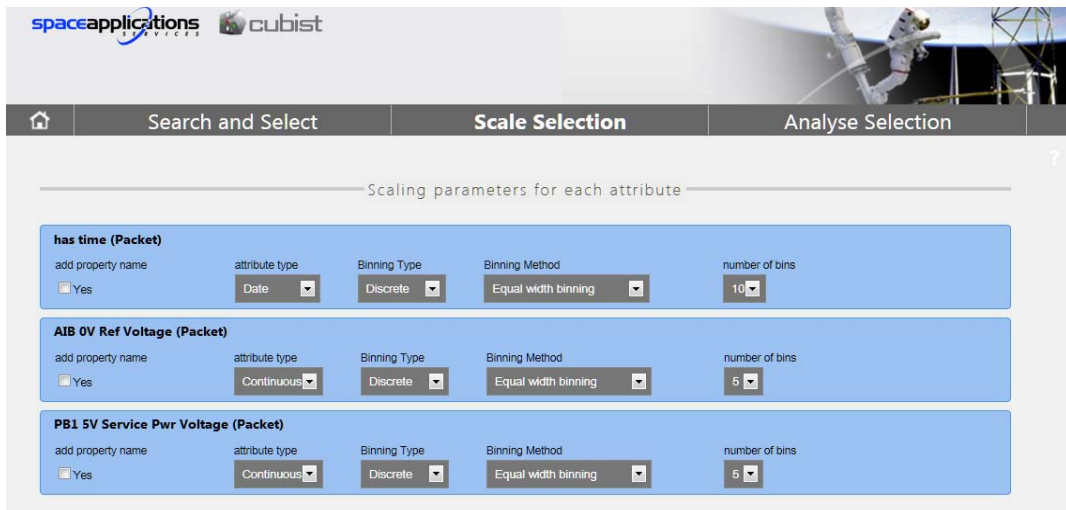 spaceapplications cubist
SERVICES
Search and Select Scale Selection Analyse Selection
?
Scaling parameters for each attribute
has time (Packet)
add property name attribute type Binning Type Binning Method number of bins
Yes Date Discrete Equal width binning 10
AIB 0V Ref Voltage (Packet)
add property name attribute type Binning Type Binning Method number of bins
Yes Continuous Discrete Equal width binning 5
PB1 5V Service Pwr Voltage (Packet)
add property name attribute type Binning Type Binning Method number of bins
Yes Continuous Discrete Equal width binning 5